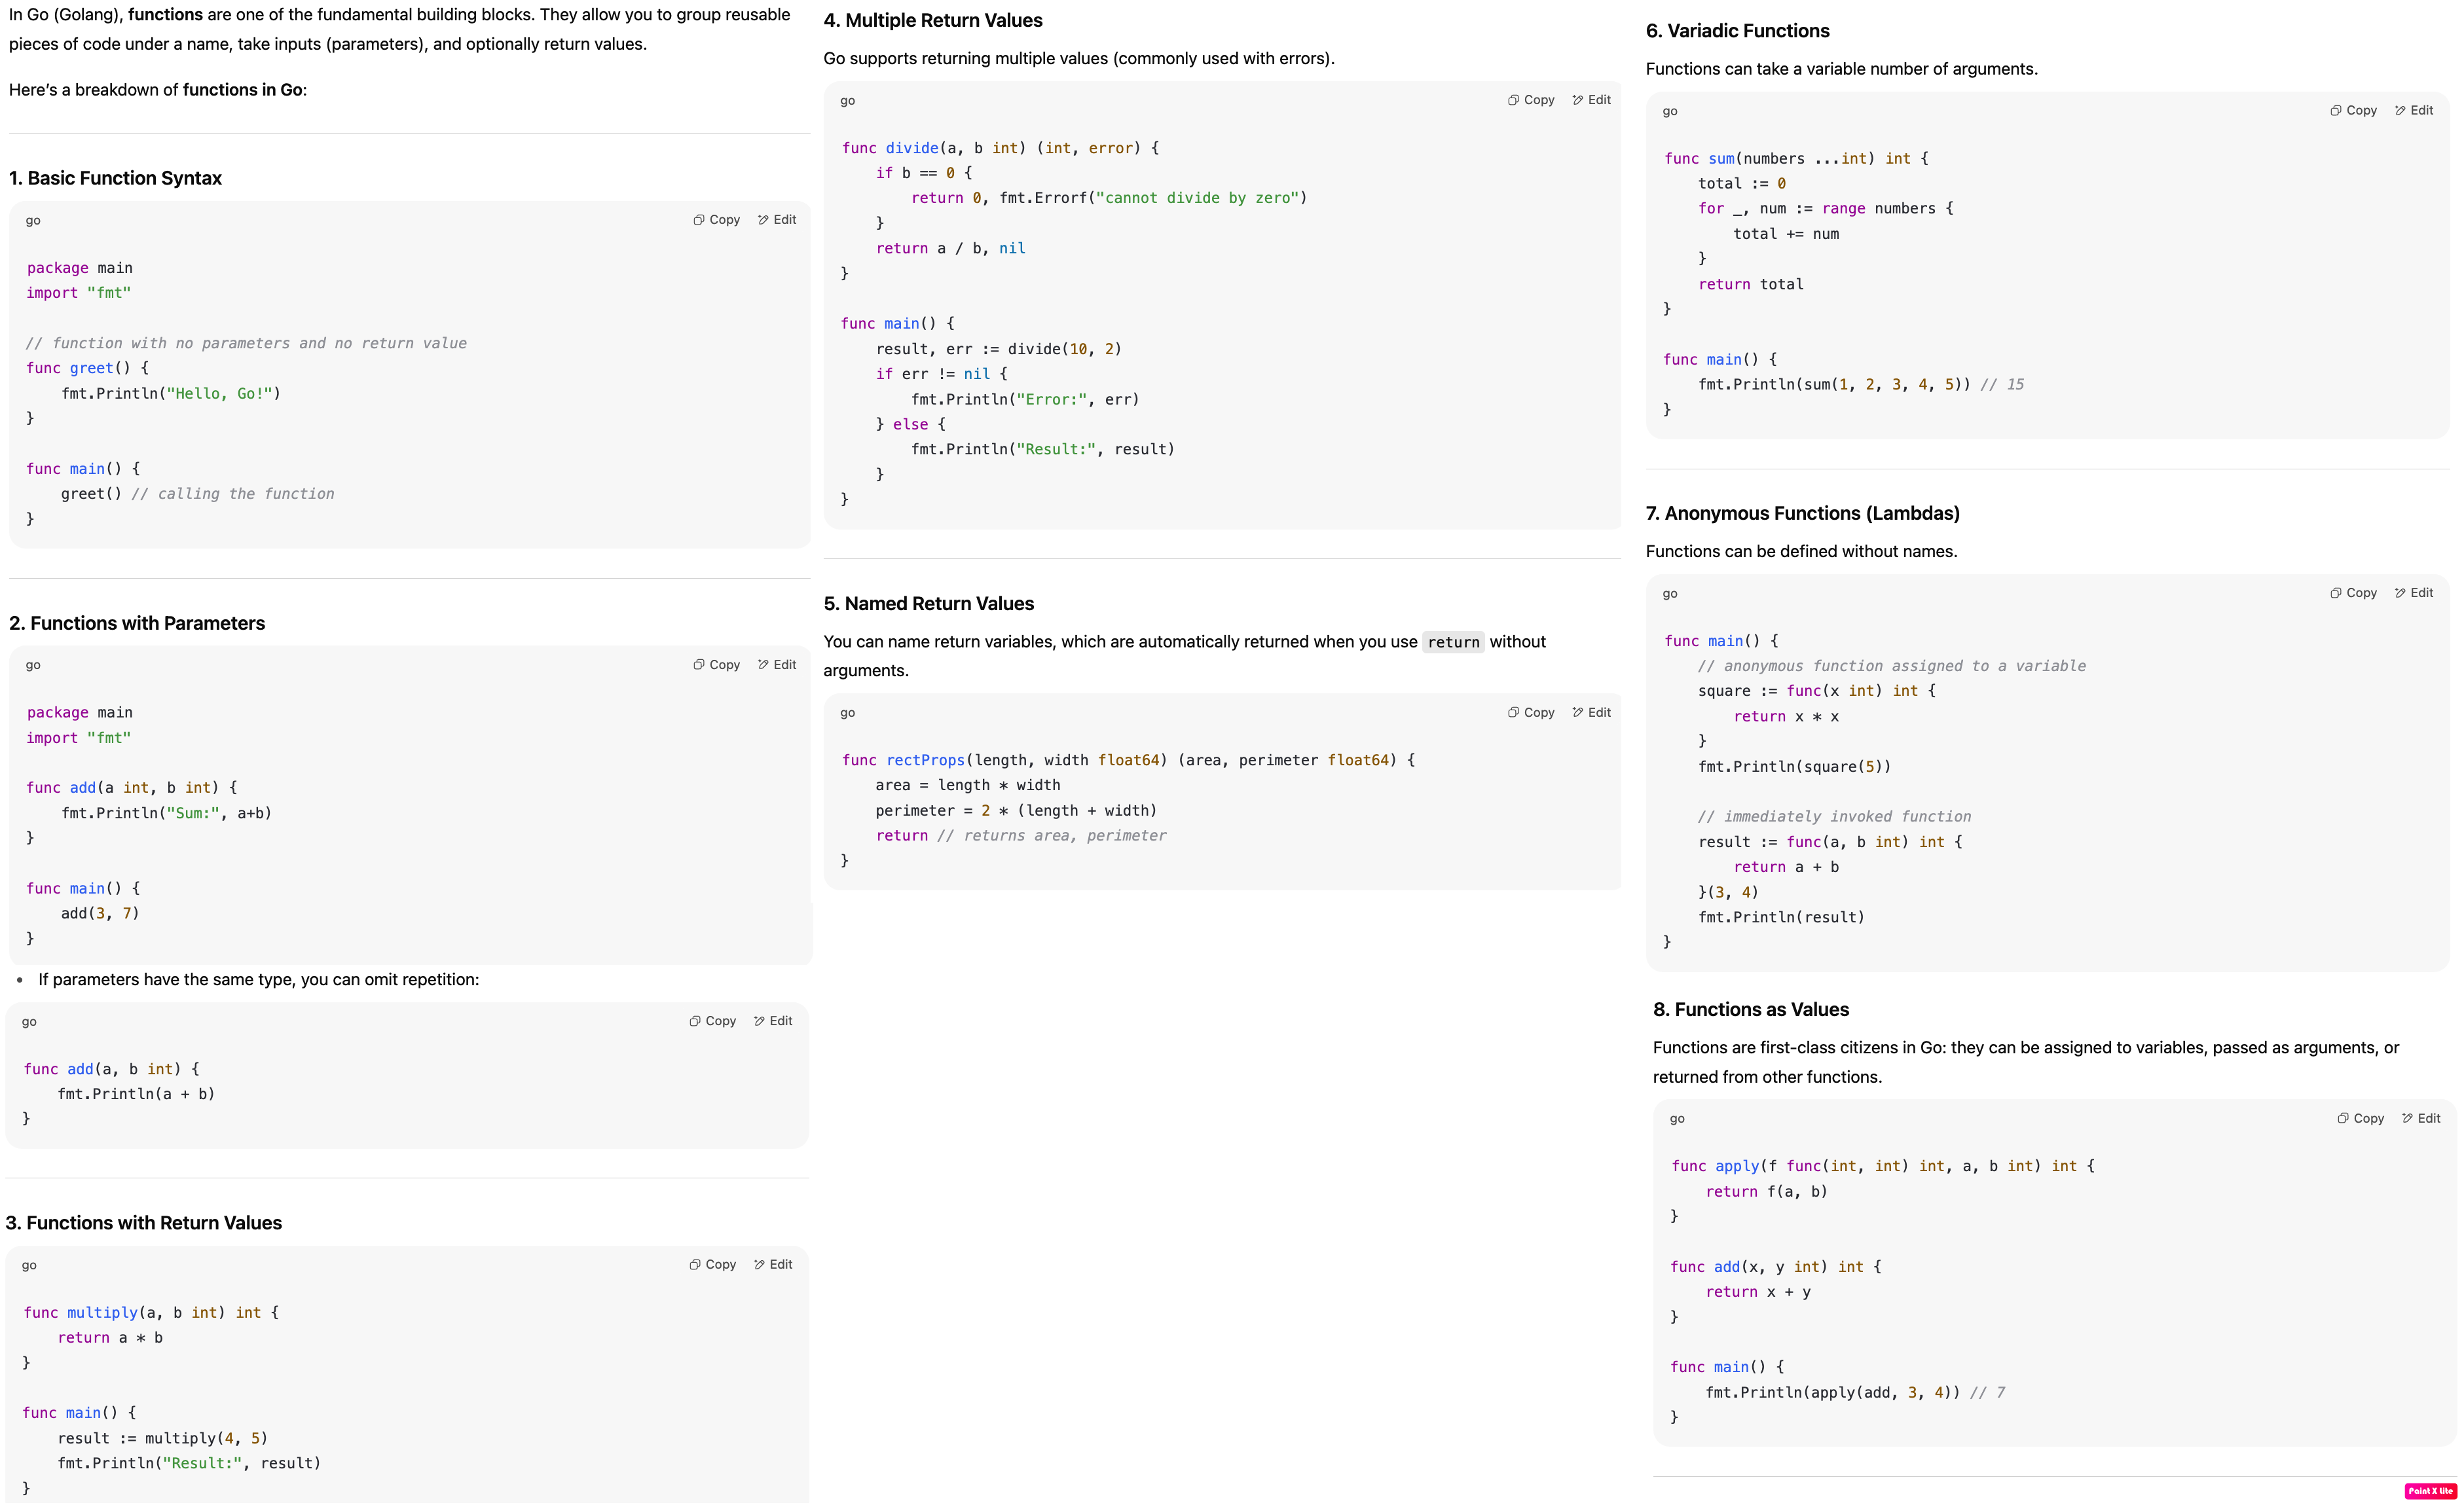 In Go (Golang), functions are one of the fundamental building blocks. They allow you to group reusable
pieces of code under a name, take inputs (parameters), and optionally return values.
Here’s a breakdown of functions in Go:
1. Basic Function Syntax
go
Copy Edit
package main
import "fmt"
// function with no parameters and no return value
func greet() {
    fmt.Println("Hello, Go!")
}
func main() {
    greet() // calling the function
}
2. Functions with Parameters
go
Copy Edit
package main
import "fmt"
func add(a int, b int) {
    fmt.Println("Sum:", a+b)
}
func main() {
    add(3, 7)
}
• If parameters have the same type, you can omit repetition:
go
Copy Edit
func add(a, b int) {
    fmt.Println(a + b)
}
3. Functions with Return Values
go
Copy Edit
func multiply(a, b int) int {
    return a * b
}
func main() {
    result := multiply(4, 5)
    fmt.Println("Result:", result)
}
4. Multiple Return Values
Go supports returning multiple values (commonly used with errors).
go
Copy Edit
func divide(a, b int) (int, error) {
    if b == 0 {
        return 0, fmt.Errorf("cannot divide by zero")
    }
    return a / b, nil
}
func main() {
    result, err := divide(10, 2)
    if err != nil {
        fmt.Println("Error:", err)
    } else {
        fmt.Println("Result:", result)
    }
}
5. Named Return Values
You can name return variables, which are automatically returned when you use return without
arguments.
go
Copy Edit
func rectProps(length, width float64) (area, perimeter float64) {
    area = length * width
    perimeter = 2 * (length + width)
    return // returns area, perimeter
}
6. Variadic Functions
Functions can take a variable number of arguments.
go
Copy Edit
func sum(numbers ...int) int {
    total := 0
    for _, num := range numbers {
        total += num
    }
    return total
}
func main() {
    fmt.Println(sum(1, 2, 3, 4, 5)) // 15
}
7. Anonymous Functions (Lambdas)
Functions can be defined without names.
go
Copy Edit
func main() {
    // anonymous function assigned to a variable
    square := func(x int) int {
        return x * x
    }
    fmt.Println(square(5))
    // immediately invoked function
    result := func(a, b int) int {
        return a + b
    }(3, 4)
    fmt.Println(result)
}
8. Functions as Values
Functions are first-class citizens in Go: they can be assigned to variables, passed as arguments, or
returned from other functions.
go
Copy Edit
func apply(f func(int, int) int, a, b int) int {
    return f(a, b)
}
func add(x, y int) int {
    return x + y
}
func main() {
    fmt.Println(apply(add, 3, 4)) // 7
}
Paint X Lite